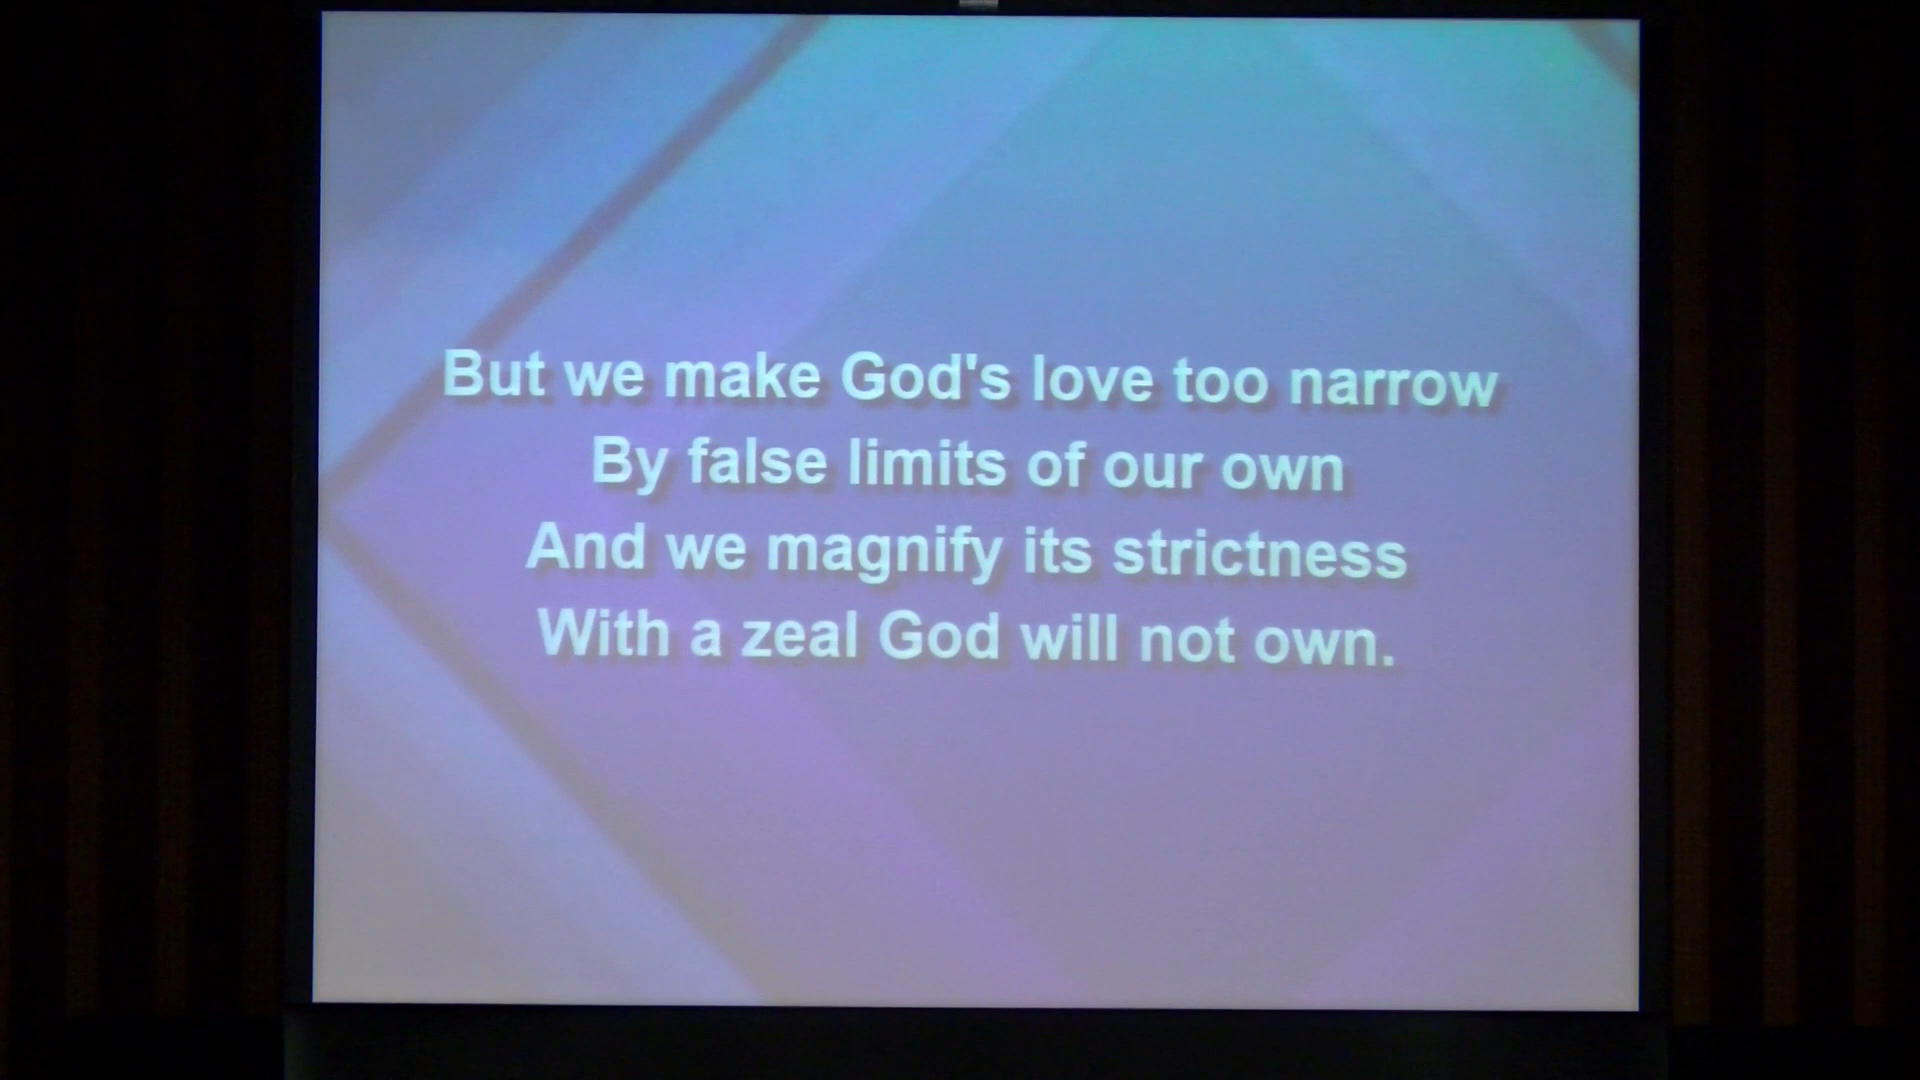 But we make God's love too narrow
By false limits of our own
And we magnify its strictness
With a zeal God will not own.